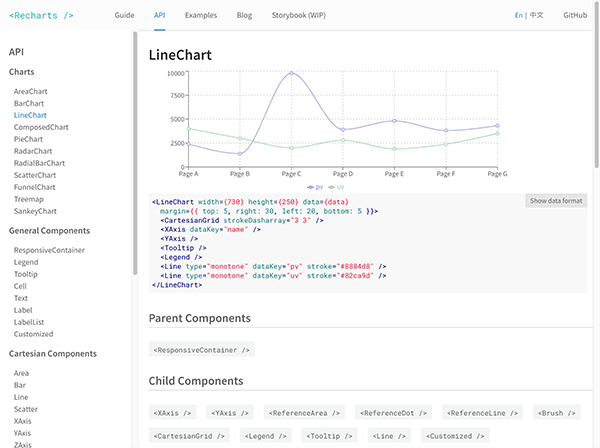 <Recharts />
Guide
API
Examples
Blog
Storybook (WIP)
En | 中文
GitHub
API
Charts
AreaChart
BarChart
LineChart
ComposedChart
PieChart
RadarChart
RadialBarChart
ScatterChart
FunnelChart
Treemap
SankeyChart
General Components
ResponsiveContainer
Legend
Tooltip
Cell
Text
Label
LabelList
Customized
Cartesian Components
Area
Bar
Line
Scatter
XAxis
YAxis
ZAxis
LineChart
10000
7500
5000
2500
0
Page A
Page B
Page C
Page D
Page E
Page F
Page G
pv
uv
Show data format
<LineChart width={730} height={250} data={data}
margin={{ top: 5, right: 30, left: 20, bottom: 5 }}>
<CartesianGrid strokeDasharray="3 3" />
<XAxis dataKey="name" />
<YAxis />
<Tooltip />
<Legend />
<Line type="monotone" dataKey="pv" stroke="#8884d8" />
<Line type="monotone" dataKey="uv" stroke="#82ca9d" />
</LineChart>
Parent Components
<ResponsiveContainer />
Child Components
<XAxis />
<YAxis />
<ReferenceArea />
<ReferenceDot />
<ReferenceLine />
<Brush />
<CartesianGrid />
<Legend />
<Tooltip />
<Line />
<Customized />